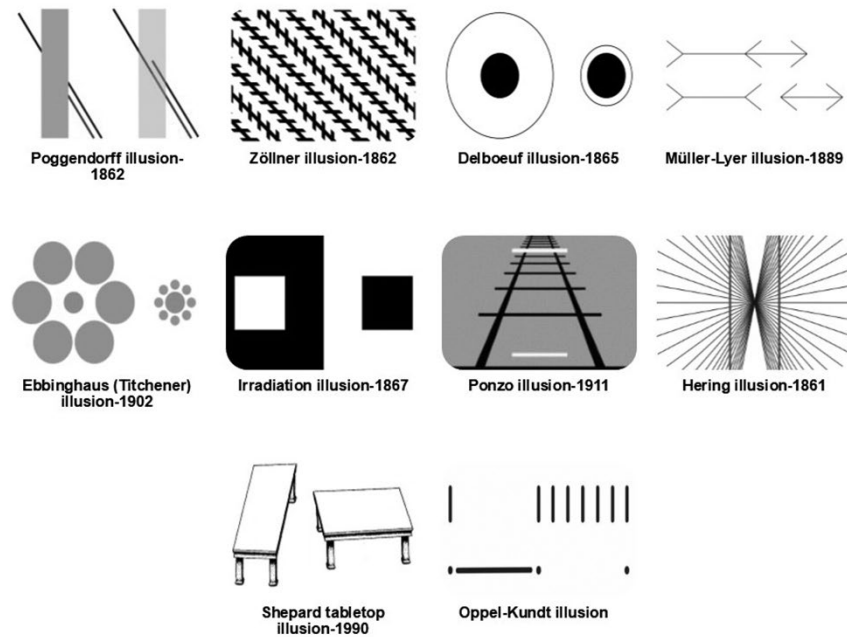 Poggendorff illusion-
1862
Zöllner illusion-1862
Delboeuf illusion-1865
Müller-Lyer illusion-1889
Ebbinghaus (Titchener)
illusion-1902
Irradiation illusion-1867
Ponzo illusion-1911
Hering illusion-1861
Shepard tabletop
illusion-1990
Oppel-Kundt illusion